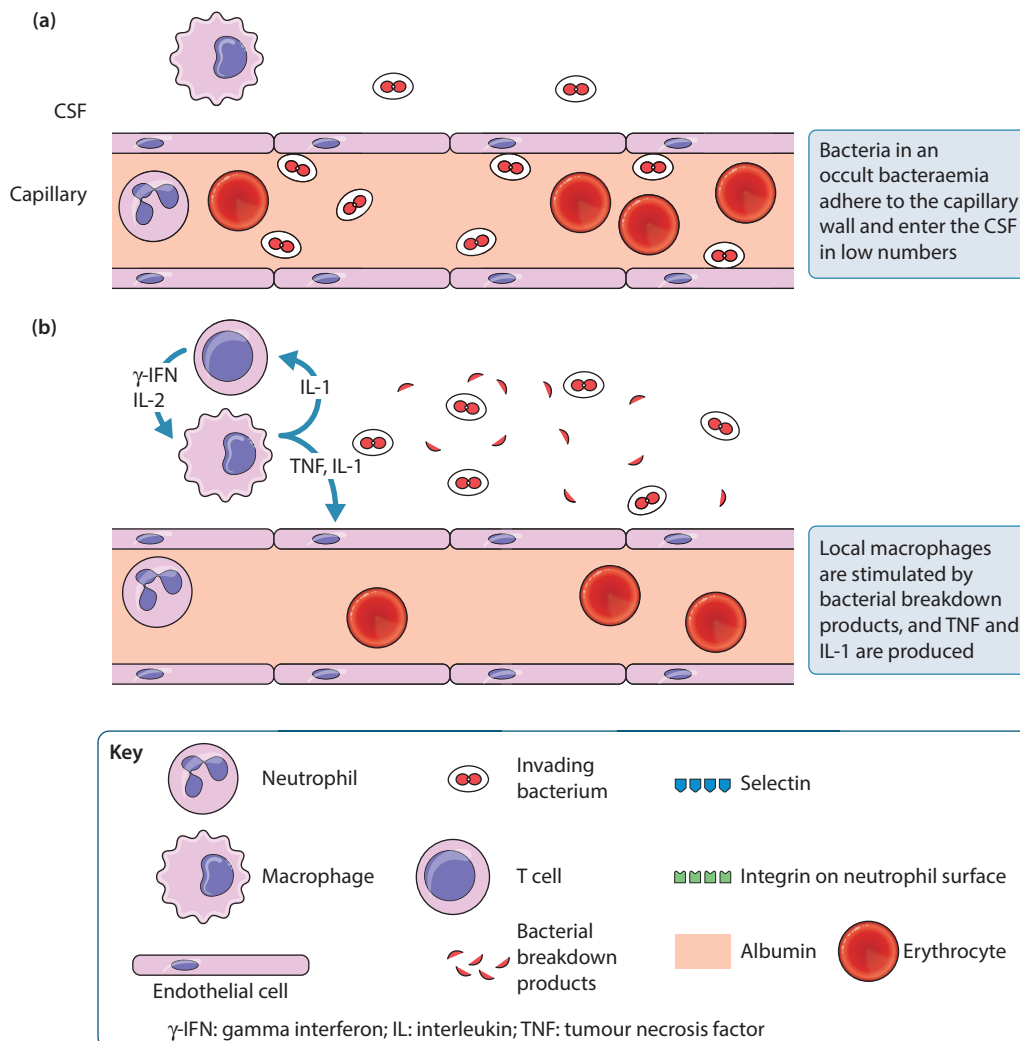 (a)
CSF
Capillary
Bacteria in an
occult bacteraemia
adhere to the capillary
wall and enter the CSF
in low numbers
(b)
γ-IFN
IL-2
IL-1
TNF, IL-1
Local macrophages
are stimulated by
bacterial breakdown
products, and TNF and
IL-1 are produced
Key
Neutrophil
Invading
bacterium
Selectin
Macrophage
T cell
Integrin on neutrophil surface
Endothelial cell
Bacterial
breakdown
products
Albumin
Erythrocyte
γ-IFN: gamma interferon; IL: interleukin; TNF: tumour necrosis factor